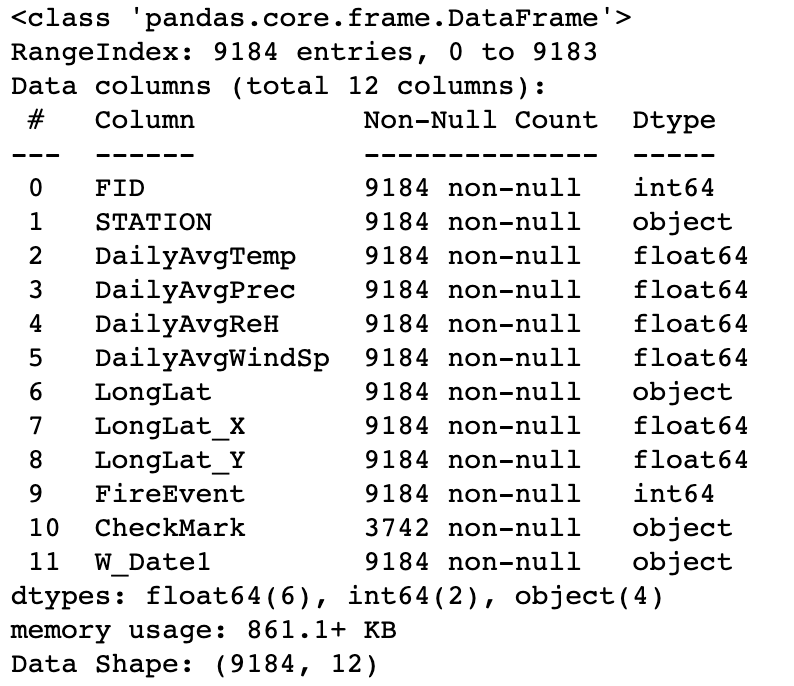 <class 'pandas.core.frame.DataFrame'>
RangeIndex: 9184 entries, 0 to 9183
Data columns (total 12 columns):
 #   Column          Non-Null Count  Dtype
---  ------          --------------  -----
 0   FID             9184 non-null   int64
 1   STATION         9184 non-null   object
 2   DailyAvgTemp    9184 non-null   float64
 3   DailyAvgPrec    9184 non-null   float64
 4   DailyAvgReH     9184 non-null   float64
 5   DailyAvgWindSp  9184 non-null   float64
 6   LongLat         9184 non-null   object
 7   LongLat_X       9184 non-null   float64
 8   LongLat_Y       9184 non-null   float64
 9   FireEvent       9184 non-null   int64
 10  CheckMark       3742 non-null   object
 11  W_Date1         9184 non-null   object
dtypes: float64(6), int64(2), object(4)
memory usage: 861.1+ KB
Data Shape: (9184, 12)